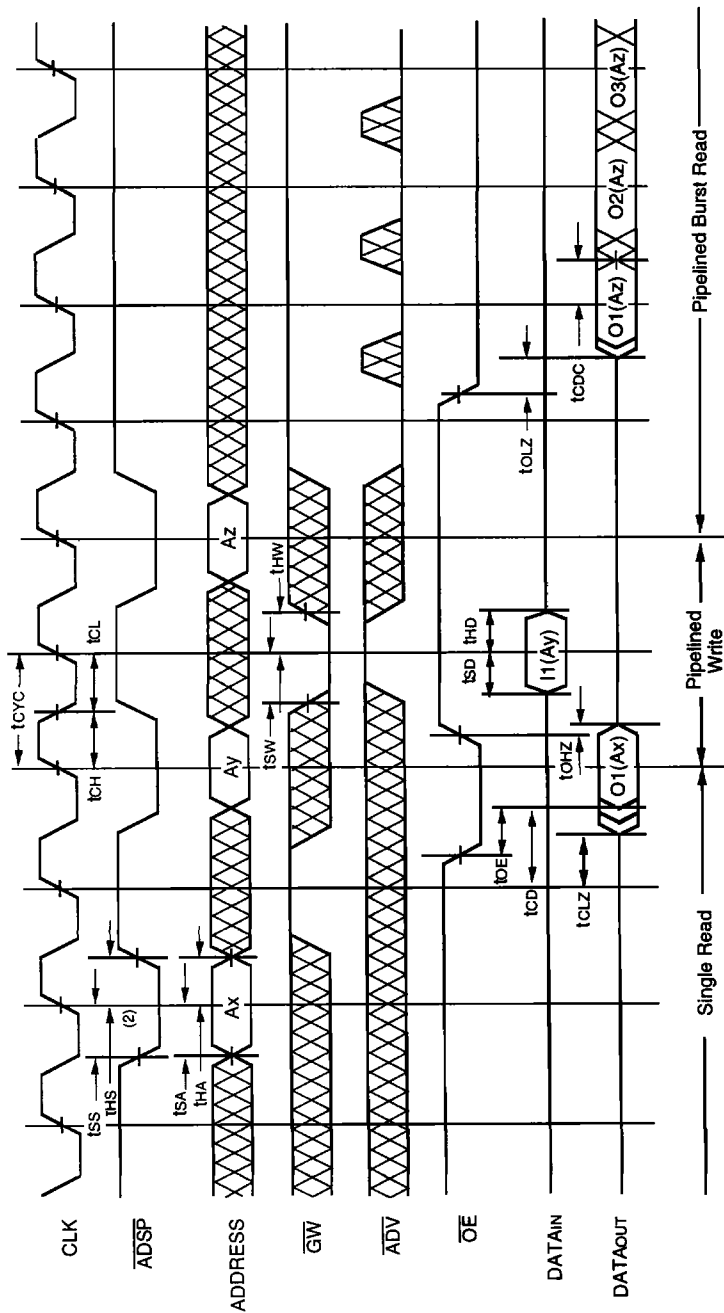 CLK
tCYC
tCH
tCL
ADSP
tSS
tHS
(2)
ADDRESS
tSA
tHA
Ax
Ay
Az
GW
tSW
tHW
ADV
OE
tOE
tOHZ
tOLZ
DATAIN
tSD
tHD
I1(Ay)
tCD
tCLZ
tCDC
DATAOUT
O1(Ax)
O1(Az)
O2(Az)
O3(Az)
Single Read
Pipelined
Write
Pipelined Burst Read